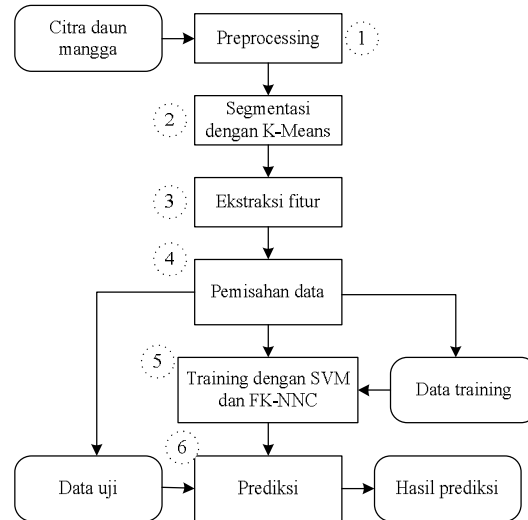 Citra daun
mangga
Preprocessing
1
2
Segmentasi
dengan K-Means
3
Ekstraksi fitur
4
Pemisahan data
5
Training dengan SVM
dan FK-NNC
Data training
6
Data uji
Prediksi
Hasil prediksi